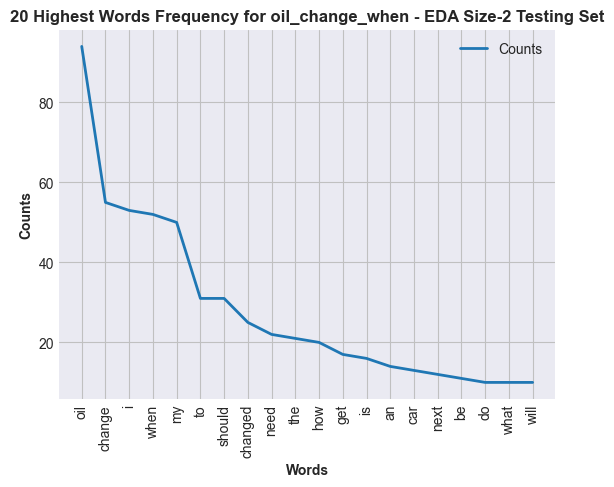 20 Highest Words Frequency for oil_change_when - EDA Size-2 Testing Set
Counts
80
60
40
20
Counts
oil
change
i
when
my
to
should
changed
need
the
how
get
is
an
car
next
be
do
what
will
Words